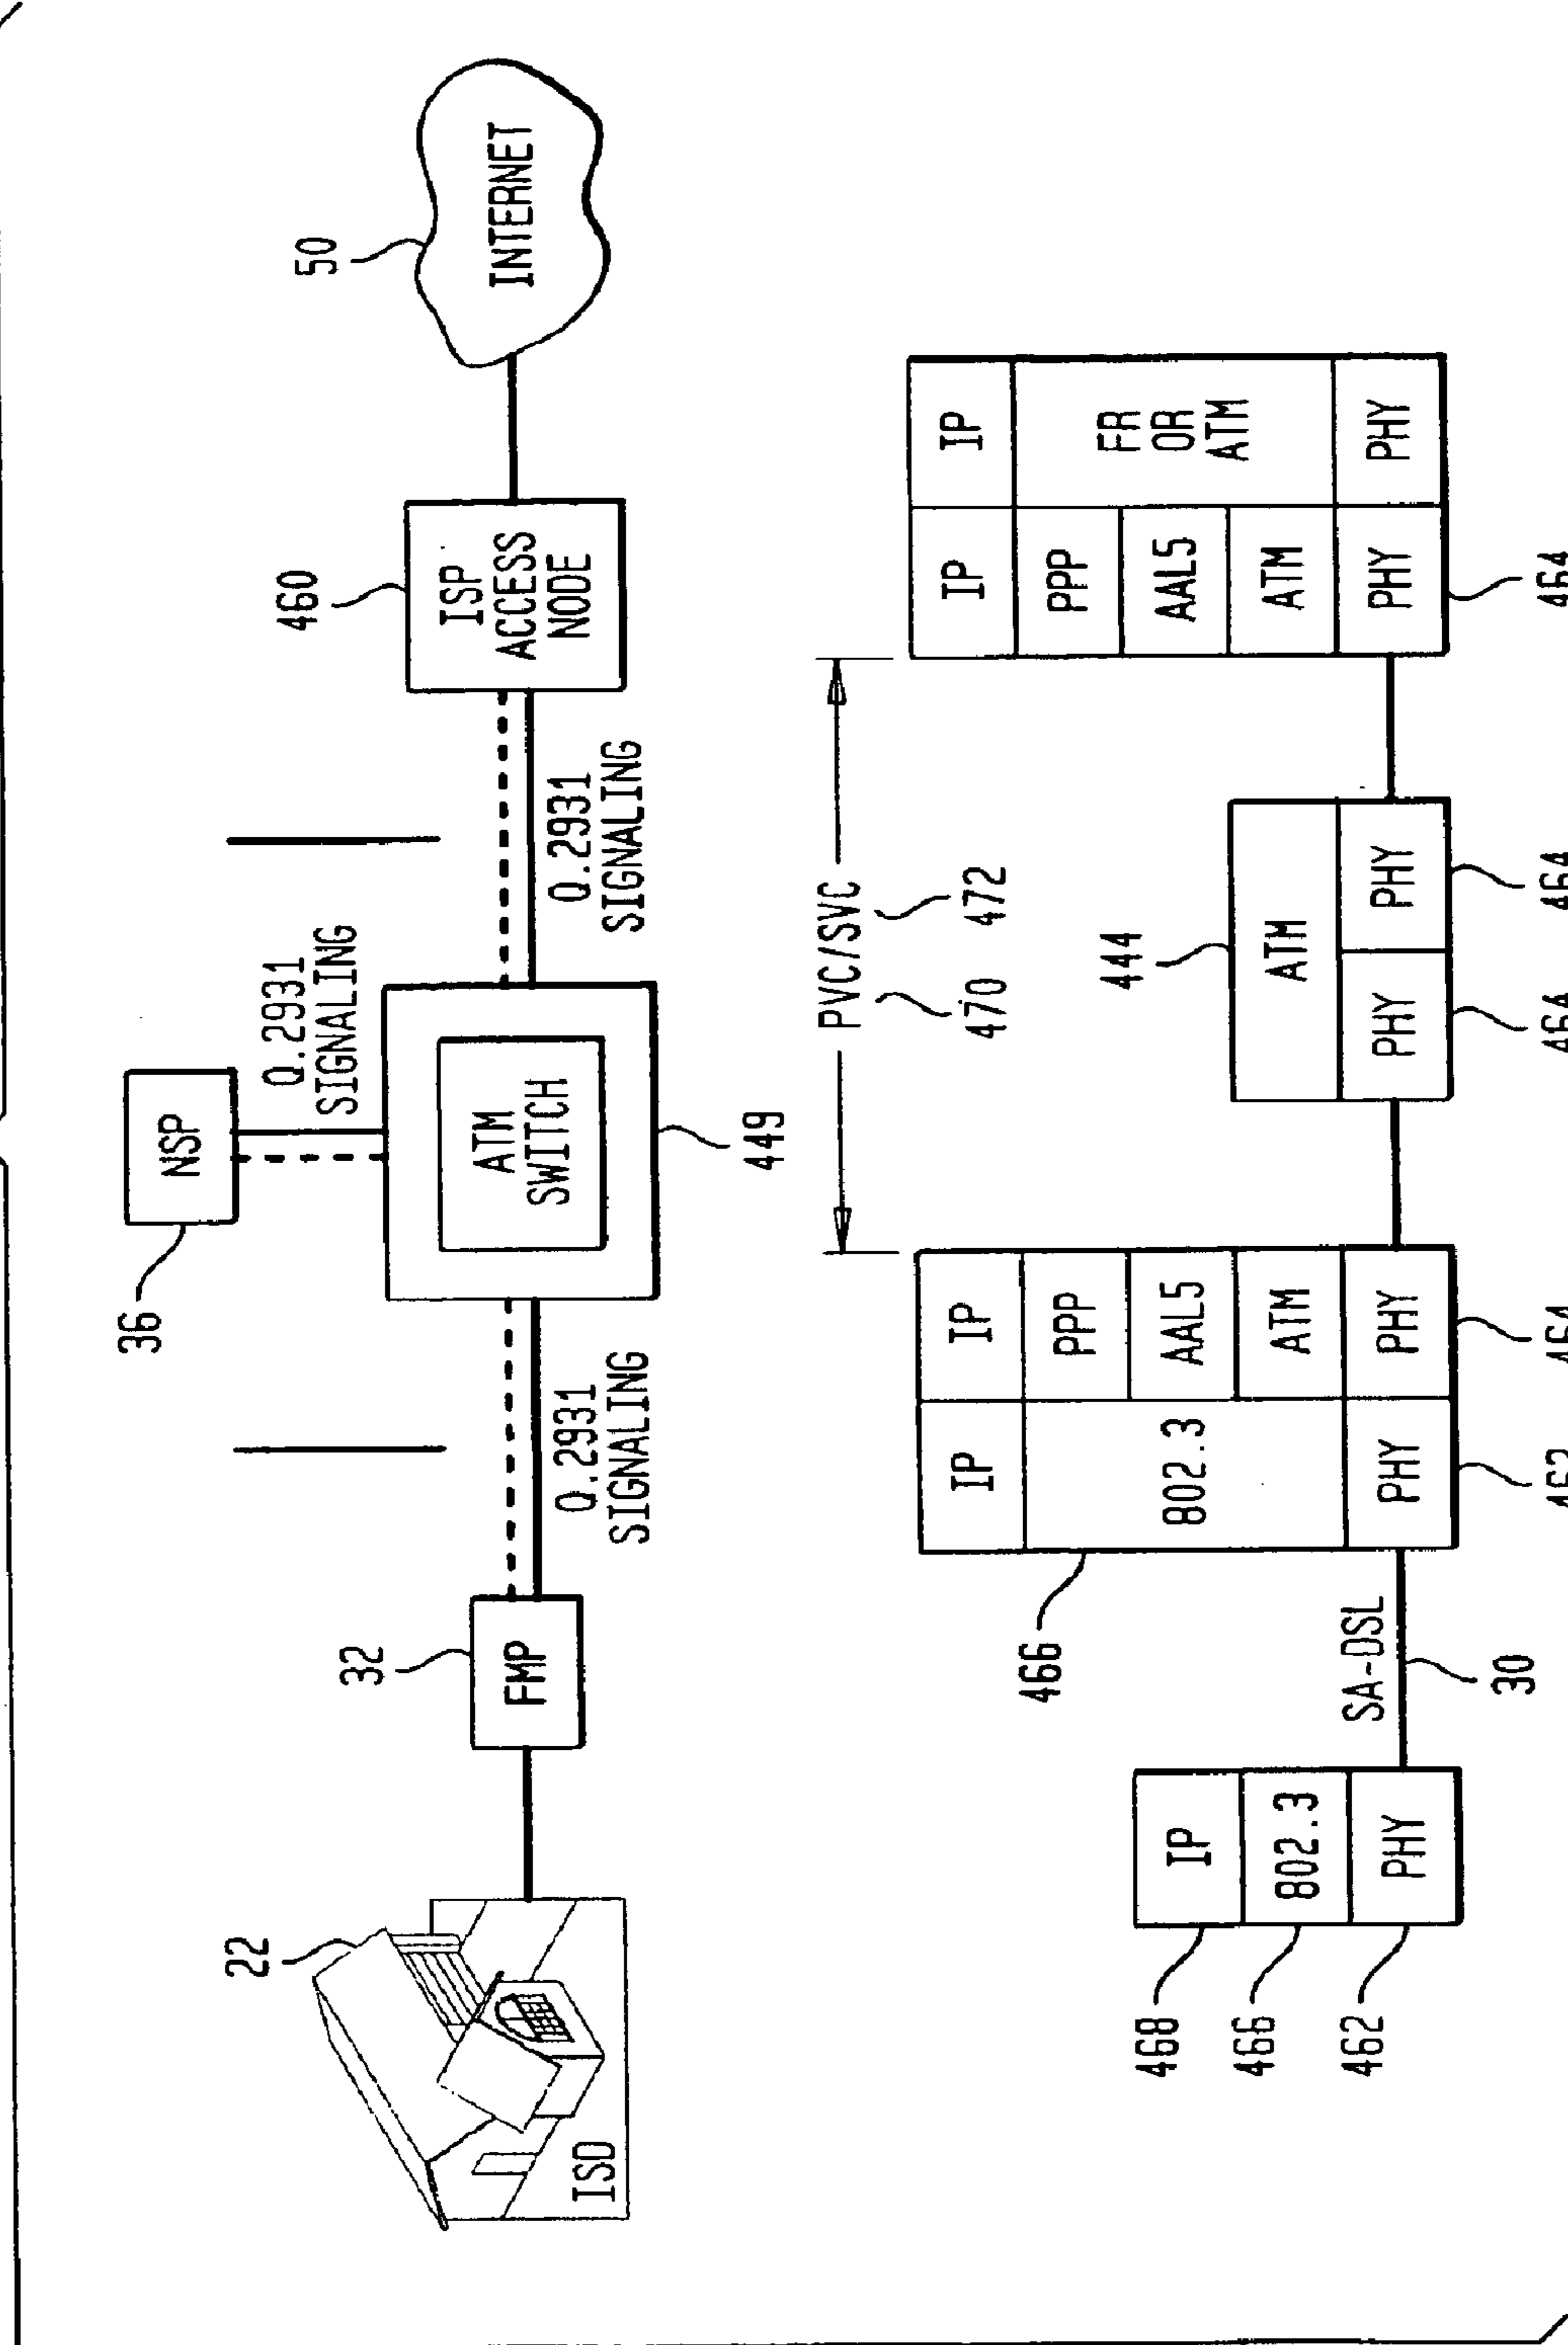 36
NSP
Q.2931
SIGNALING
22
ISD
32
FMP
Q.2931
SIGNALING
ATM
SWITCH
449
Q.2931
SIGNALING
460
ISP
ACCESS
NODE
50
INTERNET
PVC/SVC
470
472
468
466
462
IP
802.3
PHY
SA-DSL
30
466
IP
802.3
PHY
IP
PPP
AAL5
ATM
PHY
444
ATM
PHY
PHY
464
IP
PPP
AAL5
ATM
PHY
464
IP
FR
OR
ATM
PHY